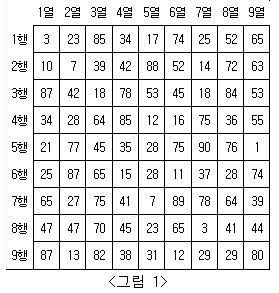 1열 2열 3열 4열 5열 6열 7열 8열 9열
1행 3 23 85 34 17 74 25 52 65
2행 10 7 39 42 88 52 14 72 63
3행 87 42 18 78 53 45 18 84 53
4행 34 28 64 85 12 16 75 36 55
5행 21 77 45 35 28 75 90 76 1
6행 25 87 65 15 28 11 37 28 74
7행 65 27 75 41 7 89 78 64 39
8행 47 47 70 45 23 65 3 41 44
9행 87 13 82 38 31 12 29 29 80
<그림 1>